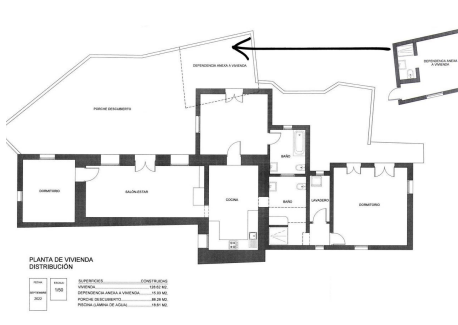 DEPENDENCIA ANEXA A VIVIENDA
DEPENDENCIA ANEXA
A VIVIENDA
PORCHE DESCUBIERTO
BAÑO
DORMITORIO
SALÓN-ESTAR
COCINA
BAÑO
LAVADERO
DORMITORIO
PLANTA DE VIVIENDA
DISTRIBUCIÓN
FECHA
SEPTIEMBRE
ESCALA
1/50
SUPERFICIES CONSTRUIDAS
VIVIENDA
DEPENDENCIA ANEXA A VIVIENDA
PORCHE DESCUBIERTO
PISCINA (LÁMINA DE AGUA)